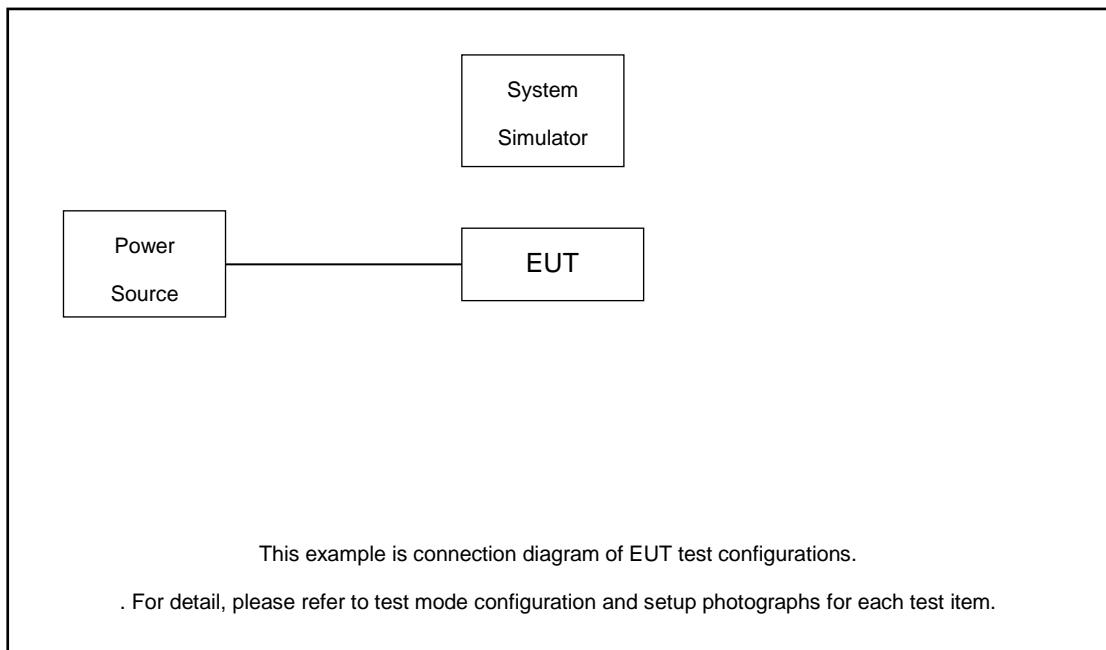 System
Simulator
Power
Source
EUT
This example is connection diagram of EUT test configurations.
. For detail, please refer to test mode configuration and setup photographs for each test item.